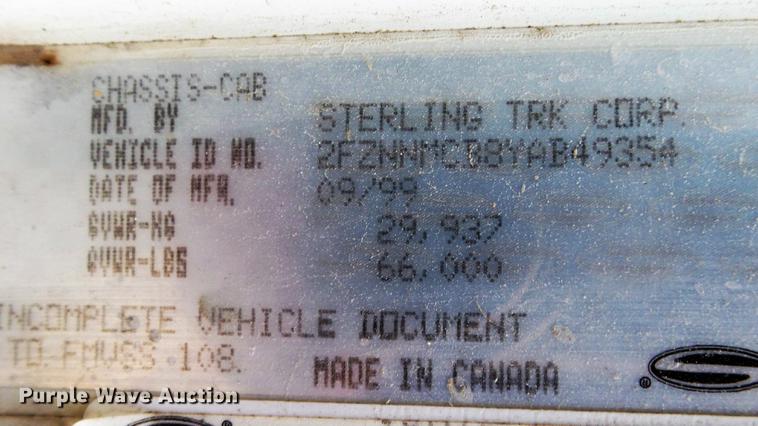 CHASSIS-CAB
MFD. BY STERLING TRK CORP.
VEHICLE ID NO. 2FZNNMCB8YAB49354
DATE OF MFR. 09/99
GVWR-KG 29,937
GVWR-LBS 66,000
INCOMPLETE VEHICLE DOCUMENT
TO FMVSS 108.
MADE IN CANADA
®
Purple Wave Auction